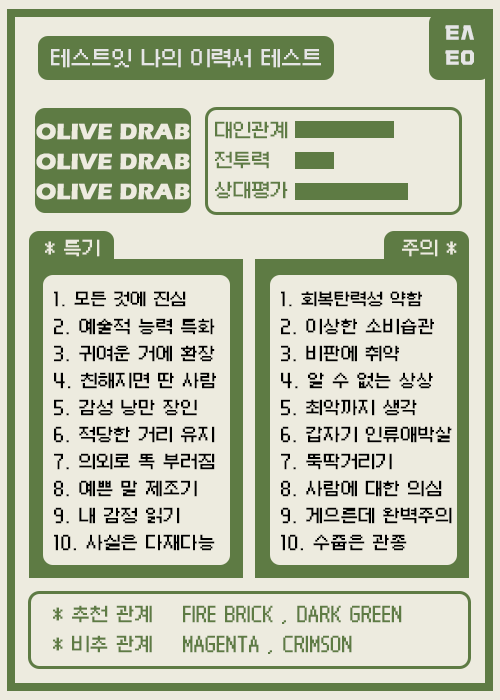 테스트잇 나의 이력서 테스트
OLIVE DRAB
OLIVE DRAB
OLIVE DRAB
대인관계
전투력
상대평가
* 특기
1. 모든 것에 진심
2. 예술적 능력 특화
3. 귀여운 거에 환장
4. 친해지면 딴 사람
5. 감성 낭만 장인
6. 적당한 거리 유지
7. 의외로 똑 부러짐
8. 예쁜 말 제조기
9. 내 감정 읽기
10. 사실은 다재다능
주의 *
1. 회복탄력성 약함
2. 이상한 소비습관
3. 비판에 취약
4. 알 수 없는 상상
5. 최악까지 생각
6. 갑자기 인류애박살
7. 뚝딱거리기
8. 사람에 대한 의심
9. 게으른데 완벽주의
10. 수줍은 관종
* 추천 관계 FIRE BRICK , DARK GREEN
* 비추 관계 MAGENTA , CRIMSON